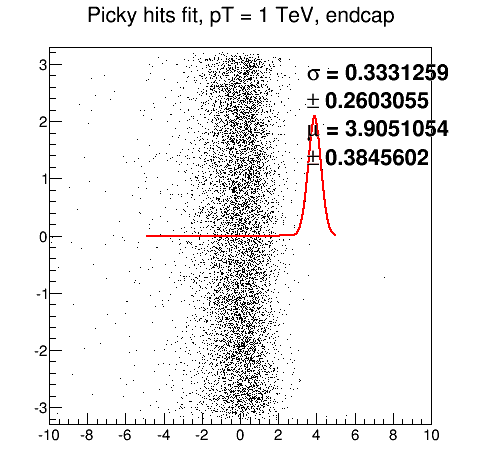 Picky hits fit, pT = 1 TeV, endcap
σ = 0.3331259
± 0.2603055
μ = 3.9051054
± 0.3845602
3
2
1
0
-1
-2
-3
-10 -8 -6 -4 -2 0 2 4 6 8 10